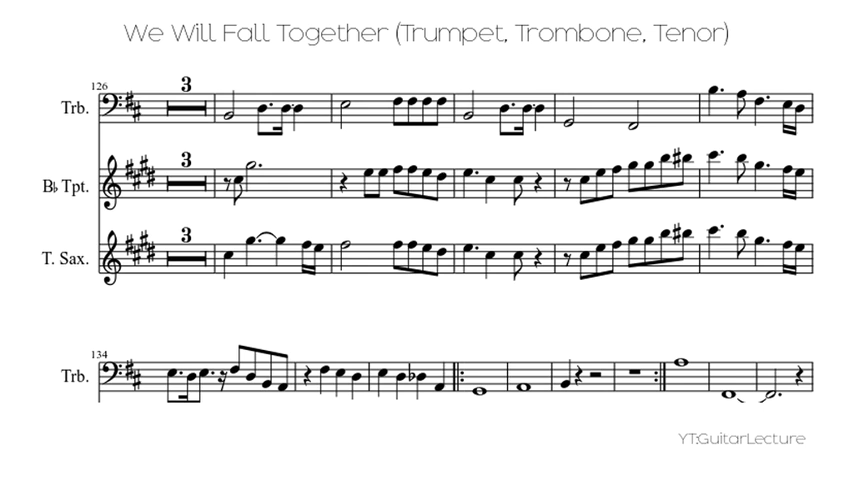 We Will Fall Together (Trumpet, Trombone, Tenor)
126
3
Trb.
3
B♭ Tpt.
3
T. Sax.
134
Trb.
YT:GuitarLecture